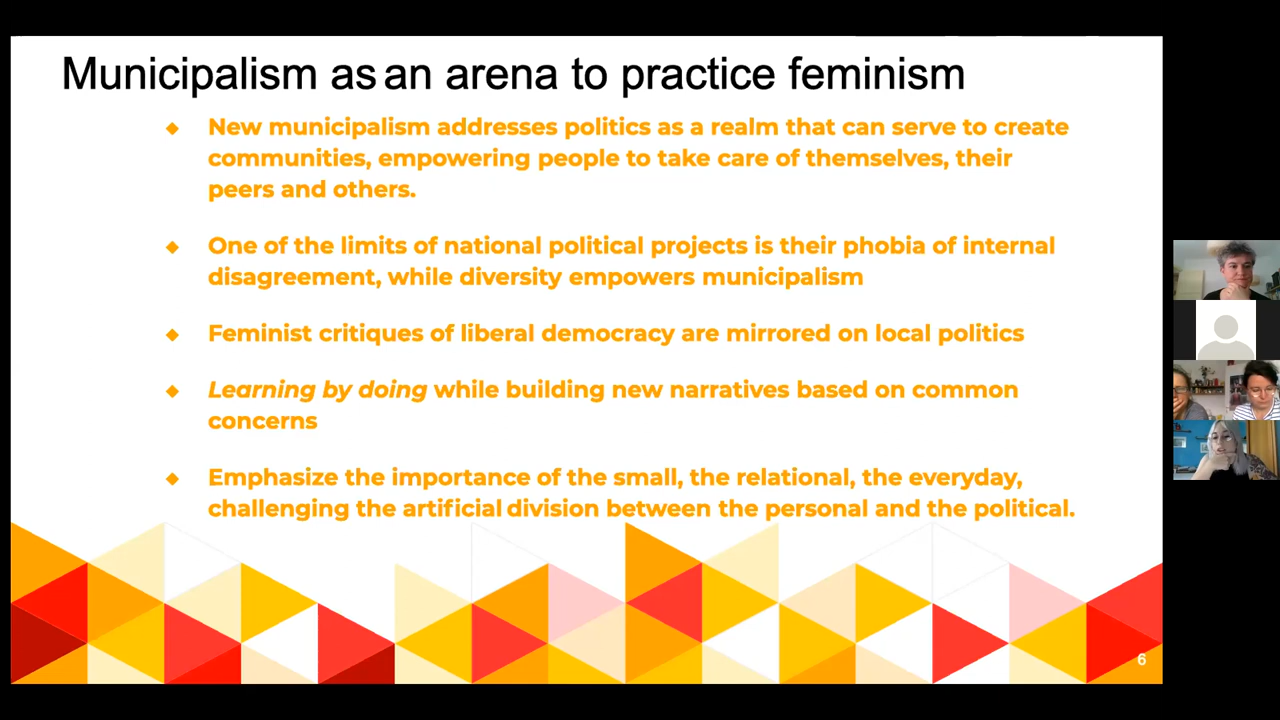 Municipalism as an arena to practice feminism
New municipalism addresses politics as a realm that can serve to create
communities, empowering people to take care of themselves, their
peers and others.
One of the limits of national political projects is their phobia of internal
disagreement, while diversity empowers municipalism
Feminist critiques of liberal democracy are mirrored on local politics
Learning by doing while building new narratives based on common
concerns
Emphasize the importance of the small, the relational, the everyday,
challenging the artificial division between the personal and the political.
6